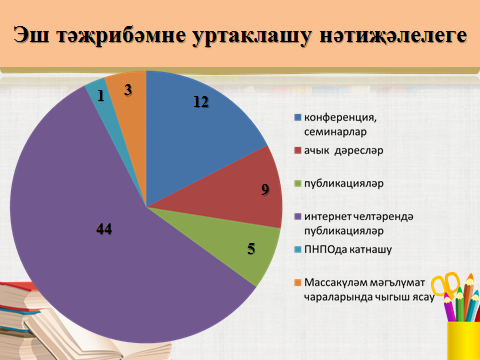 Эш тәҗрибәмне уртаклашу нәтиҗәлелеге
12
9
5
44
1
3
конференция,
семинарлар
ачык дәресләр
публикацияләр
интернет челтәрендә
публикацияләр
ПНПОда катнашу
Массакүләм мәгълүмат
чараларында чыгыш ясау